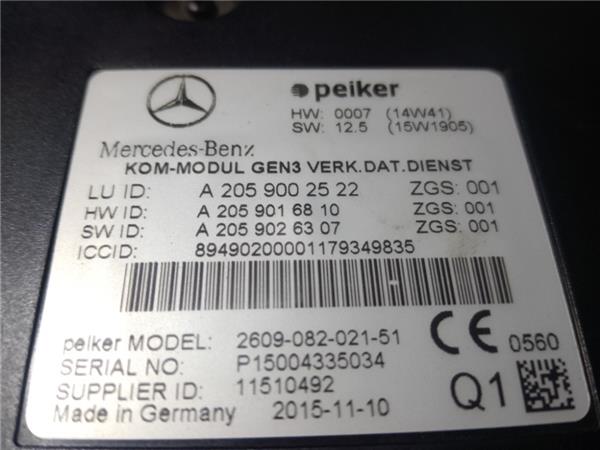 peiker
HW: 0007 (14W41)
SW: 12.5 (15W1905)
Mercedes-Benz
KOM-MODUL GEN3 VERK.DAT.DIENST
LU ID: A 205 900 25 22 ZGS: 001
HW ID: A 205 901 68 10 ZGS: 001
SW ID: A 205 902 63 07 ZGS: 001
ICCID: 89490200001179349835
peiker MODEL: 2609-082-021-51
CE 0560
SERIAL NO: P15004335034
SUPPLIER ID: 11510492
Q1
Made in Germany 2015-11-10